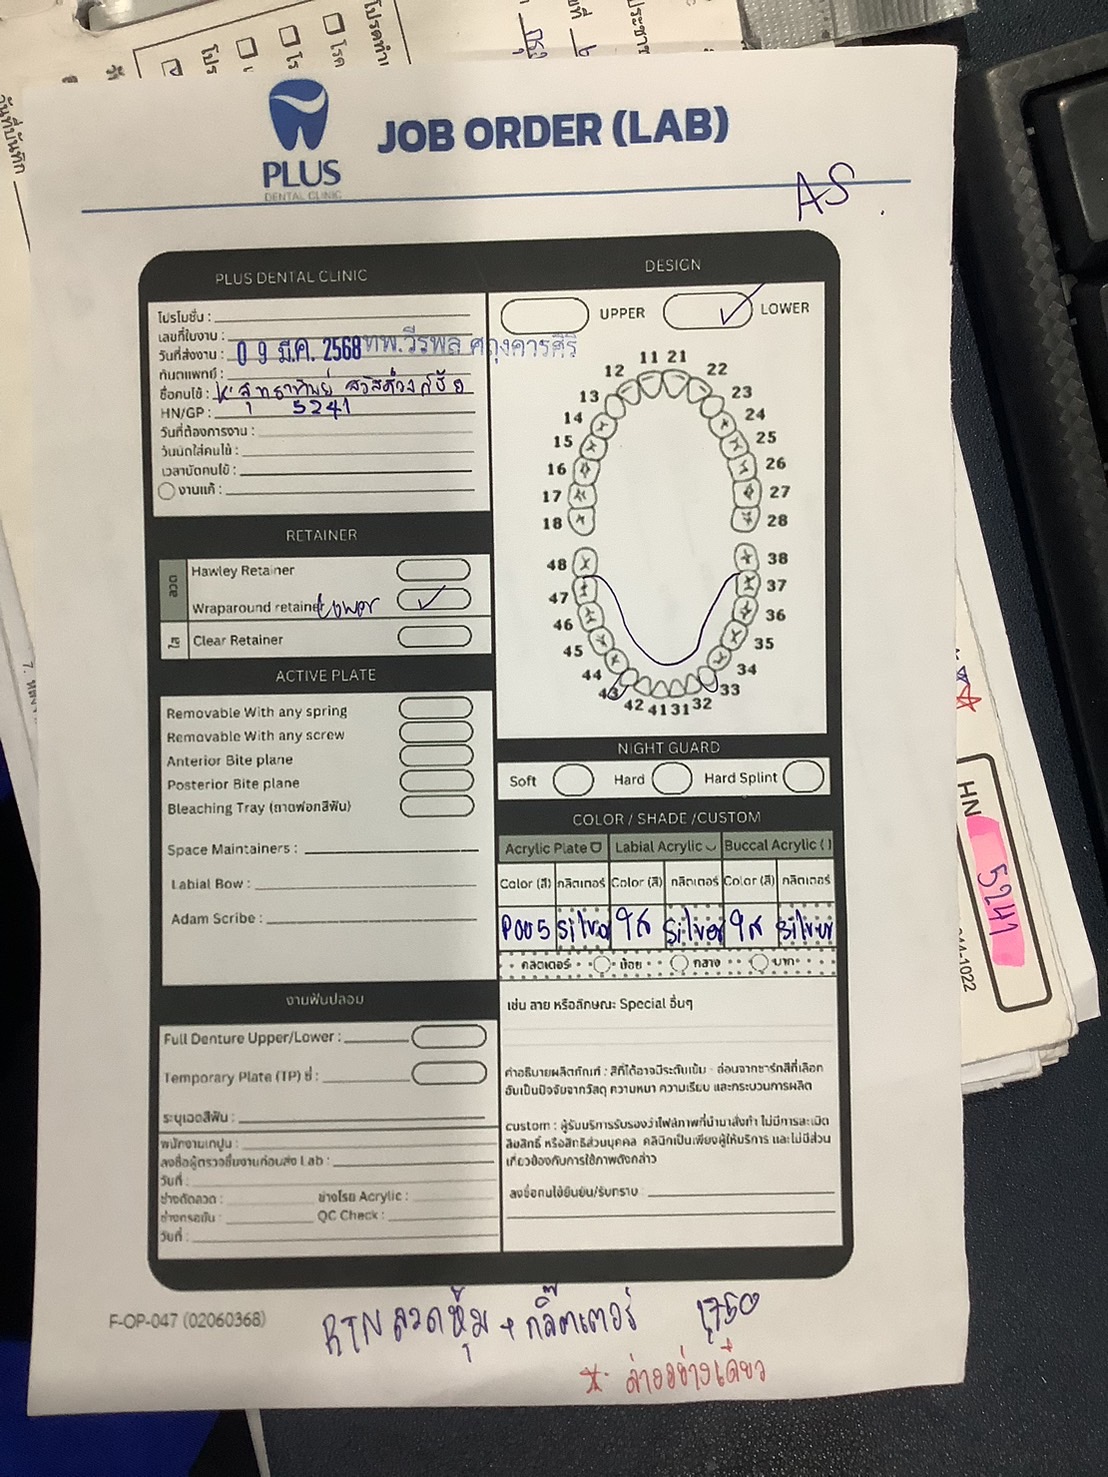 โปรดทำเ
โรค
โร
โปร
วันที่บันทึก
ประชาช
PLUS
DENTAL CLINIC
JOB ORDER (LAB)
AS
PLUS DENTAL CLINIC
โปรโมชั่น :
เลขที่ใบงาน :
วันที่ส่งงาน : 0 9 มี.ค. 2568 ทพ.วีรพล
ทันตแพทย์ :
ชื่อคนไข้ :
HN/GP : 5241
วันที่ต้องการงาน :
วันนัดใส่คนไข้ :
เวลานัดคนไข้ :
งานแก้ :
DESIGN
UPPER ✓ LOWER
11 21
12 22
13 23
14 24
15 25
16 26
17 27
18 28
48 38
47 37
46 36
45 35
44 34
43 33
42 41 31 32
RETAINER
ลวด
Hawley Retainer
Wraparound retainer Lower ✓
ใส
Clear Retainer
ACTIVE PLATE
Removable With any spring
Removable With any screw
Anterior Bite plane
Posterior Bite plane
Bleaching Tray (ถาดฟอกสีฟัน)
Space Maintainers :
Labial Bow :
Adam Scribe :
NIGHT GUARD
Soft Hard Hard Splint
COLOR / SHADE /CUSTOM
Acrylic Plate Labial Acrylic Buccal Acrylic ( )
Color (สี) กลิตเตอร์ Color (สี) กลิตเตอร์ Color (สี) กลิตเตอร์
P005 Silver ใส Silver ใส Silver
กลิตเตอร์ น้อย กลาง มาก
เช่น ลาย หรือลักษณะ Special อื่นๆ
คำอธิบายผลิตภัณฑ์ : สีที่ได้อาจมีระดับเข้ม - อ่อนจากชาร์ทสีที่เลือก
อันเป็นปัจจัยจากวัสดุ ความหนา ความเรียบ และกระบวนการผลิต
custom : ผู้รับบริการรับรองว่าไฟล์ภาพที่นำมาสั่งทำ ไม่มีการละเมิด
ลิขสิทธิ์ หรือสิทธิส่วนบุคคล คลินิกเป็นเพียงผู้ให้บริการ และไม่มีส่วน
เกี่ยวข้องกับการใช้ภาพดังกล่าว
ลงชื่อคนไข้ยืนยัน/รับทราบ :
งานฟันปลอม
Full Denture Upper/Lower :
Temporary Plate (TP) ซี่ :
ระบุเฉดสีฟัน :
พนักงานเทปูน :
ลงชื่อผู้ตรวจชิ้นงานก่อนส่ง Lab :
วันที่ :
ช่างดัดลวด : ช่างโรย Acrylic :
ช่างกรอขัด : QC Check :
วันที่ :
F-OP-047 (02060368)
RTN ลวดหุ้ม + กลิ๊ตเตอร์ 1,750
* ล่างอย่างเดียว
HN 5241